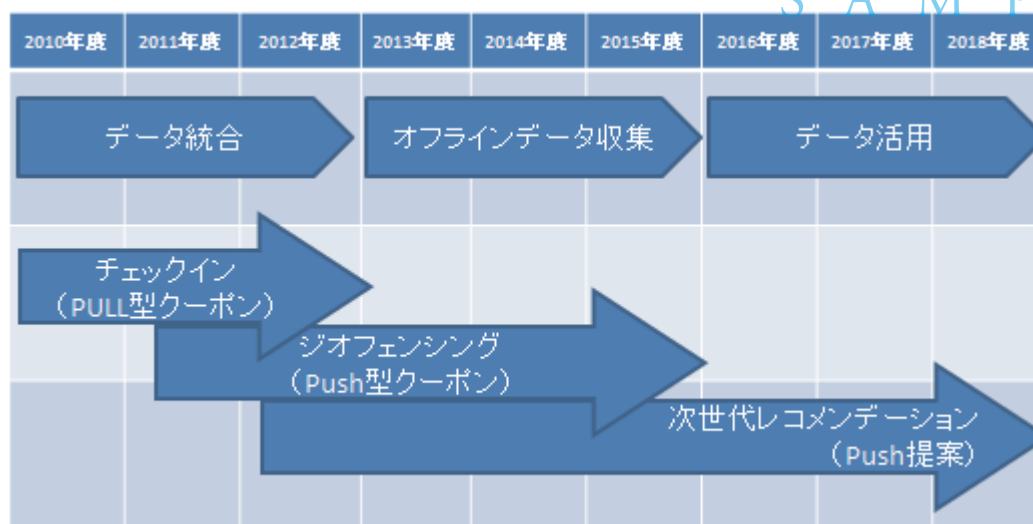 S A M
2010年度 2011年度 2012年度 2013年度 2014年度 2015年度 2016年度 2017年度 2018年度
データ統合 オフラインデータ収集 データ活用
チェックイン
（PULL型クーポン）
ジオフェンシング
（Push型クーポン）
次世代レコメンデーション
（Push提案）